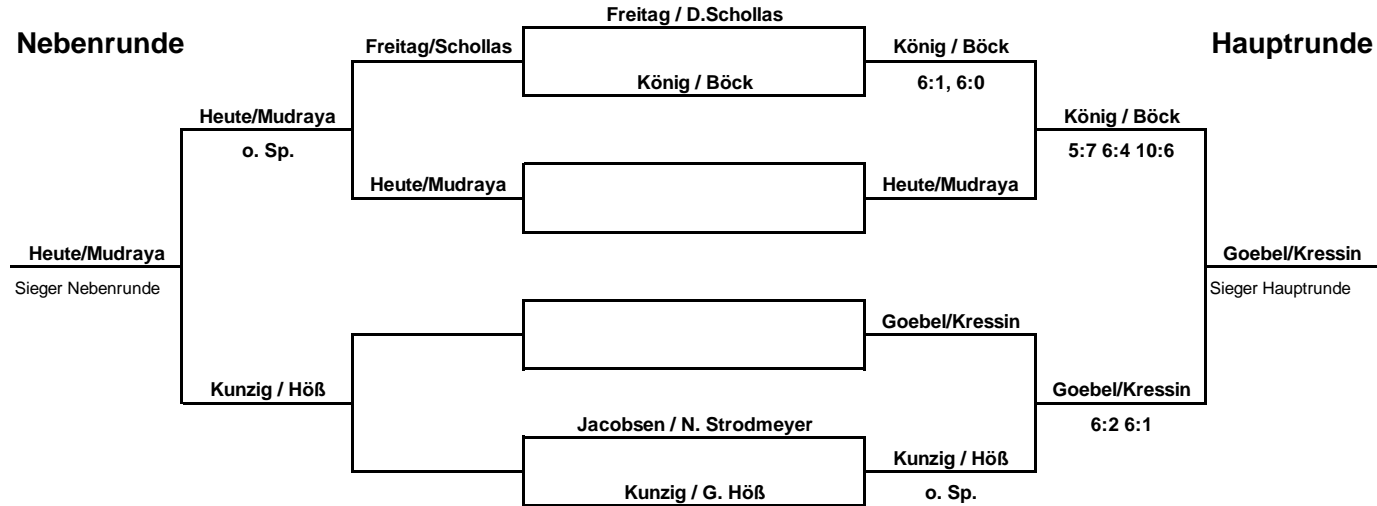 Freitag / D.Schollas
Nebenrunde
Freitag/Schollas
König / Böck
Hauptrunde
König / Böck
6:1, 6:0
Heute/Mudraya
König / Böck
o. Sp.
5:7 6:4 10:6
Heute/Mudraya
Heute/Mudraya
Heute/Mudraya
Goebel/Kressin
Sieger Nebenrunde
Sieger Hauptrunde
Goebel/Kressin
Kunzig / Höß
Goebel/Kressin
Jacobsen / N. Strodmeyer
6:2 6:1
Kunzig / Höß
Kunzig / G. Höß
o. Sp.